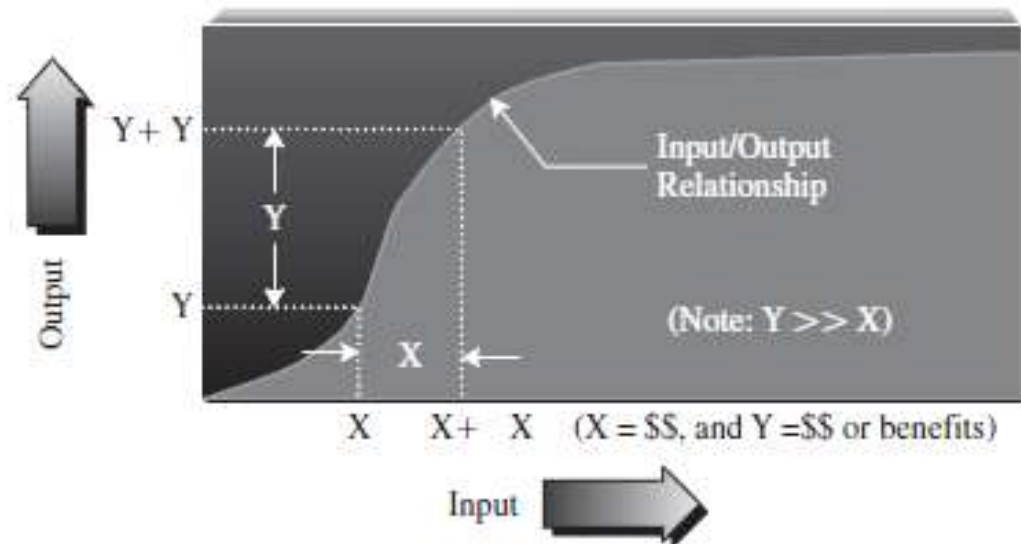 Output
Y+ Y
Y
Y
Input/Output
Relationship
(Note: Y >> X)
X
X
X+ X
(X = $$, and Y =$$ or benefits)
Input